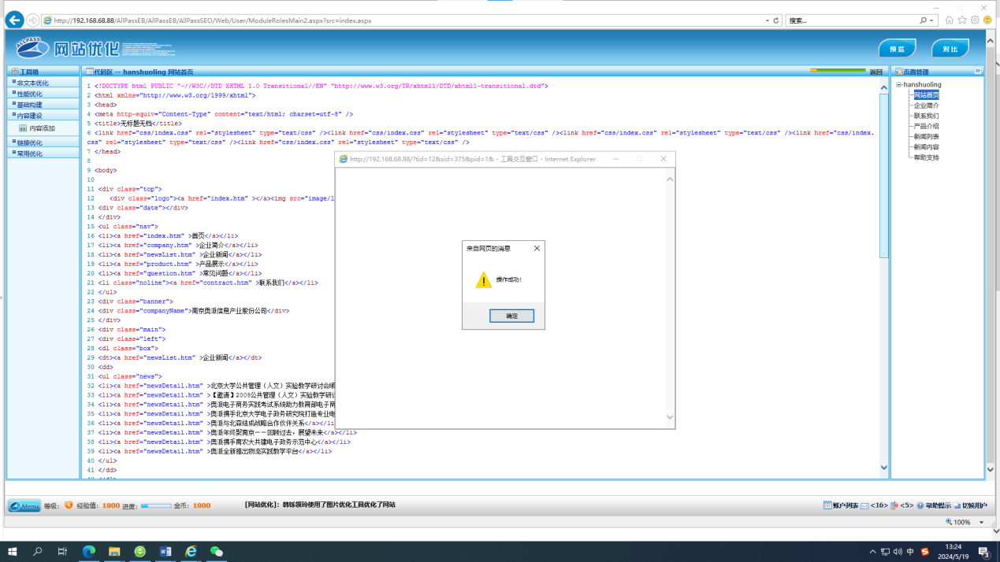 http://192.168.68.88/AllPassEB/AllPassEB/AllPassSEO/Web/User/ModuleRolesMain2.aspx?src=index.aspx
搜索...
ALLPASS
网站优化
预览
对比
工具箱
非文本优化
性能优化
基础构建
内容建设
内容添加
链接优化
常用优化
代码区 -- hanshuoling 网站首页
返回
1 <!DOCTYPE html PUBLIC "-//W3C//DTD XHTML 1.0 Transitional//EN" "http://www.w3.org/TR/xhtml1/DTD/xhtml1-transitional.dtd">
2 <html xmlns="http://www.w3.org/1999/xhtml">
3 <head>
4 <meta http-equiv="Content-Type" content="text/html; charset=utf-8" />
5 <title>无标题无档</title>
6 <link href="css/index.css" rel="stylesheet" type="text/css" /><link href="css/index.css" rel="stylesheet" type="text/css" /><link href="css/index.css" rel="stylesheet" type="text/css" /><link href="css/index.
css" rel="stylesheet" type="text/css" /><link href="css/index.css" rel="stylesheet" type="text/css" />
7 </head>
8
9 <body>
10
11 <div class="top">
12 <div class="logo"><a href="index.htm" ></a><img src="image/l
13 <div class="date"></div>
14 </div>
15 <ul class="nav">
16 <li><a href="index.htm" >首页</a></li>
17 <li><a href="company.htm" >企业简介</a></li>
18 <li><a href="newsList.htm" >企业新闻</a></li>
19 <li><a href="product.htm" >产品展示</a></li>
20 <li><a href="question.htm" >常见问题</a></li>
21 <li class="noline"><a href="contract.htm" >联系我们</a></li>
22 </ul>
23 <div class="banner">
24 <div class="companyName">南京奥派信息产业股份公司</div>
25 </div>
26 <div class="main">
27 <div class="left">
28 <dl class="box">
29 <dt><a href="newsList.htm" >企业新闻</a></dt>
30 <dd>
31 <ul class="news">
32 <li><a href="newsDetail.htm" >北京大学公共管理（人文）实验教学研讨会
33 <li><a href="newsDetail.htm" >【邀请】2008公共管理（人文）实验教学研讨
34 <li><a href="newsDetail.htm" >奥派电子商务实践考试系统助力教育部电子商
35 <li><a href="newsDetail.htm" >奥派携手北京大学电子政务研究院打造专业电
36 <li><a href="newsDetail.htm" >奥派与北森结成战略合作伙伴关系</a></li
37 <li><a href="newsDetail.htm" >奥派年终聚南京－－回顾过去，展望未来</a></li>
38 <li><a href="newsDetail.htm" >奥派携手南农大共建电子政务示范中心</a></li>
39 <li><a href="newsDetail.htm" >奥派全新推出物流实践教学平台</a></li>
40 </ul>
41 </dd>
http://192.168.68.88/?tid=12&sid=375&pid=1& - 工具交互窗口 - Internet Explorer
来自网页的消息
操作成功!
确定
页面管理
hanshuoling
网站首页
企业简介
联系我们
产品介绍
新闻列表
新闻内容
帮助支持
Menu 等级: 经验值: 1800 进度: 金币: 1800
[网站优化]: 韩铄领玲使用了图片优化工具优化了网站
账户列表 <16> <5> 帮助提示 切换用户
100%
中
13:24
2024/5/19
3